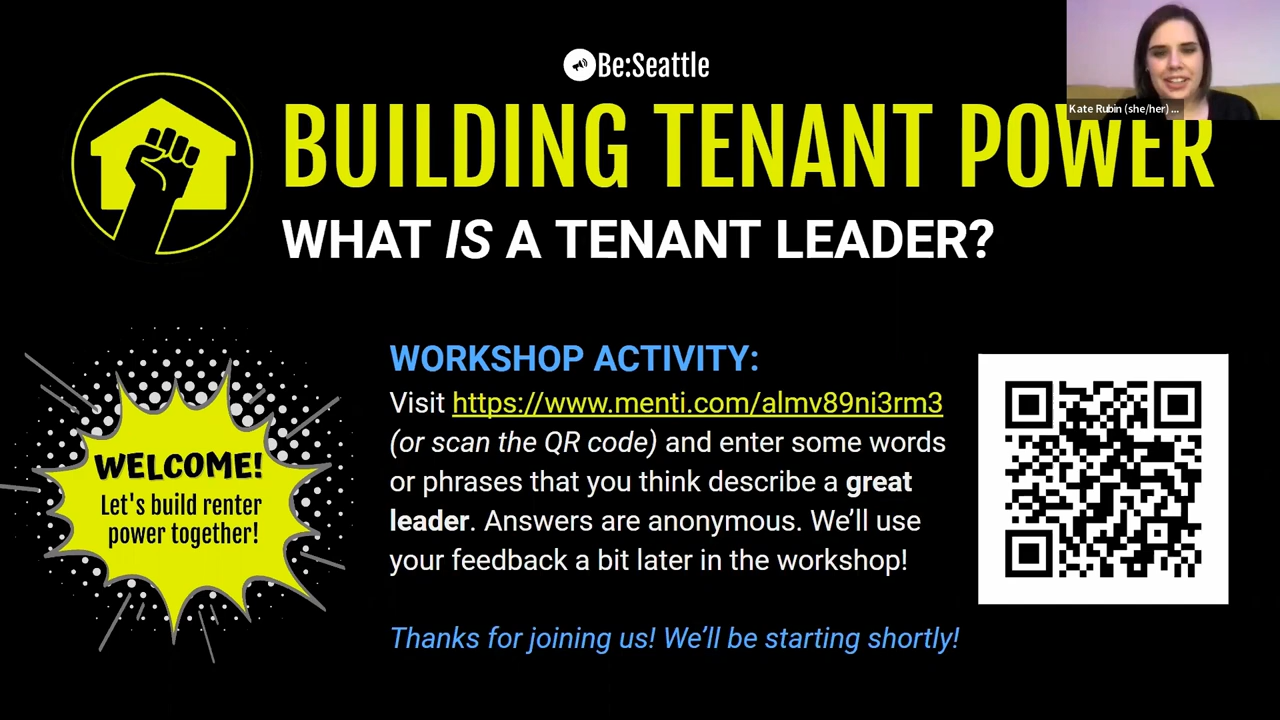 Be:Seattle
Kate Rubin (she/her) ...
BUILDING TENANT POWER
WHAT IS A TENANT LEADER?
WELCOME!
Let's build renter
power together!
WORKSHOP ACTIVITY:
Visit https://www.menti.com/almv89ni3rm3
(or scan the QR code) and enter some words
or phrases that you think describe a great
leader. Answers are anonymous. We’ll use
your feedback a bit later in the workshop!
Thanks for joining us! We’ll be starting shortly!